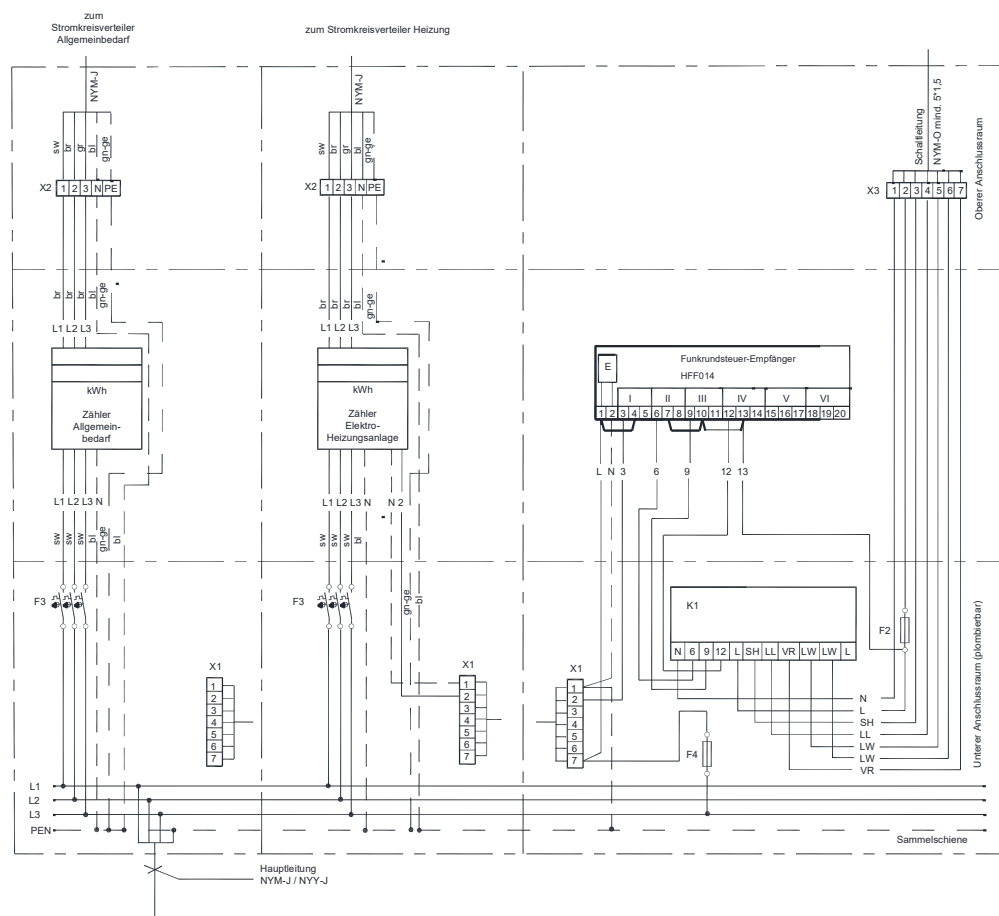 zum
Stromkreisverteiler
Allgemeinbedarf
zum Stromkreisverteiler Heizung
NYM-J
NYM-J
Schaltleitung
NYM-O mind. 5*1,5
Oberer Anschlussraum
sw br gr bl gn-ge
sw br gr bl gn-ge
X2 1 2 3 N PE
X2 1 2 3 N PE
X3 1 2 3 4 5 6 7
br br br bl gn-ge
br br br bl gn-ge
L1 L2 L3
L1 L2 L3
kWh
Zähler
Allgemein-
bedarf
kWh
Zähler
Elektro-
Heizungsanlage
E
Funkrundsteuer-Empfänger
HFF014
I II III IV V VI
1 2 3 4 5 6 7 8 9 10 11 12 13 14 15 16 17 18 19 20
L N 3 6 9 12 13
L1 L2 L3 N
L1 L2 L3 N N 2
sw sw sw bl gn-ge bl
sw sw sw bl
gn-ge bl
F3
F3
K1
N 6 9 12 L SH LL VR LW LW L
F2
X1
1
2
3
4
5
6
7
X1
1
2
3
4
5
6
7
X1
1
2
3
4
5
6
7
F4
N
L
SH
LL
LW
LW
VR
Unterer Anschlussraum (plombierbar)
L1
L2
L3
PEN
Sammelschiene
Hauptleitung
NYM-J / NYY-J